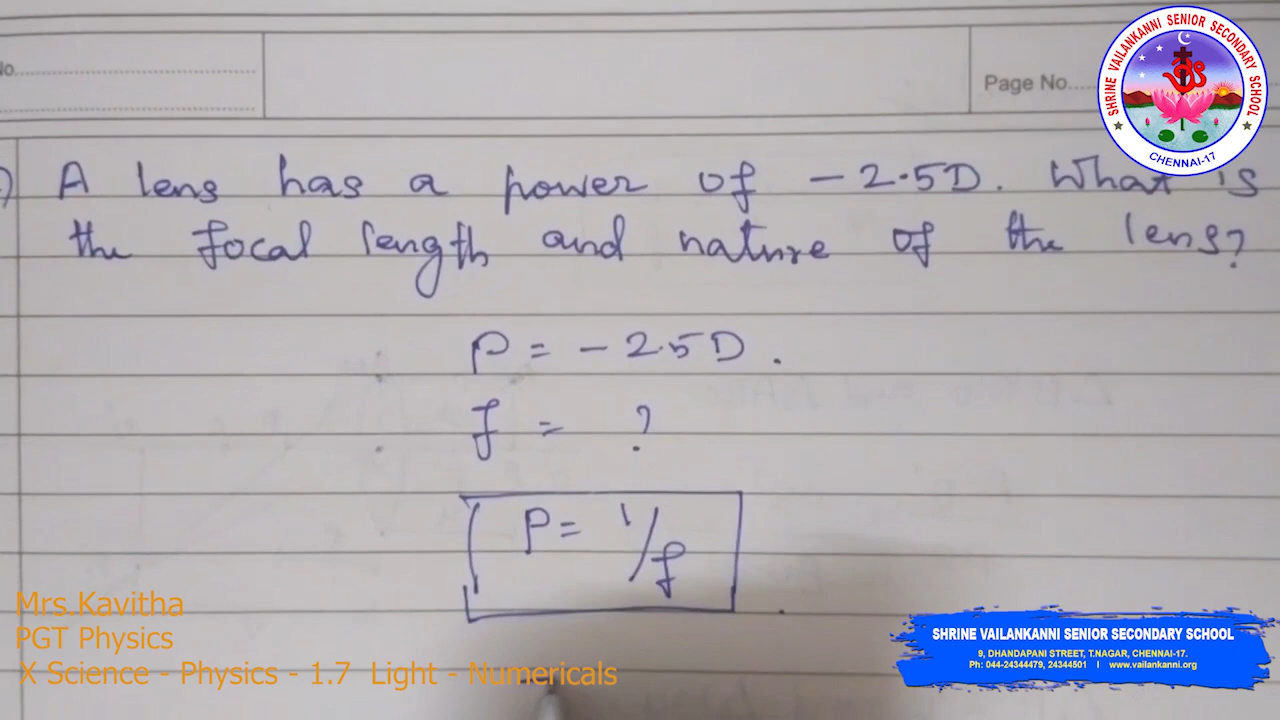 No.
Page No.
SHRINE VAILANKANNI SENIOR SECONDARY SCHOOL
CHENNAI-17
A lens has a power of - 2.5D. What is
the focal length and nature of the lens?
P = - 2.5D.
f = ?
P = 1/f
Mrs.Kavitha
PGT Physics
X Science - Physics - 1.7 Light - Numericals
SHRINE VAILANKANNI SENIOR SECONDARY SCHOOL
9, DHANDAPANI STREET, T.NAGAR, CHENNAI-17.
Ph: 044-24344479, 24344501 I www.vailankanni.org